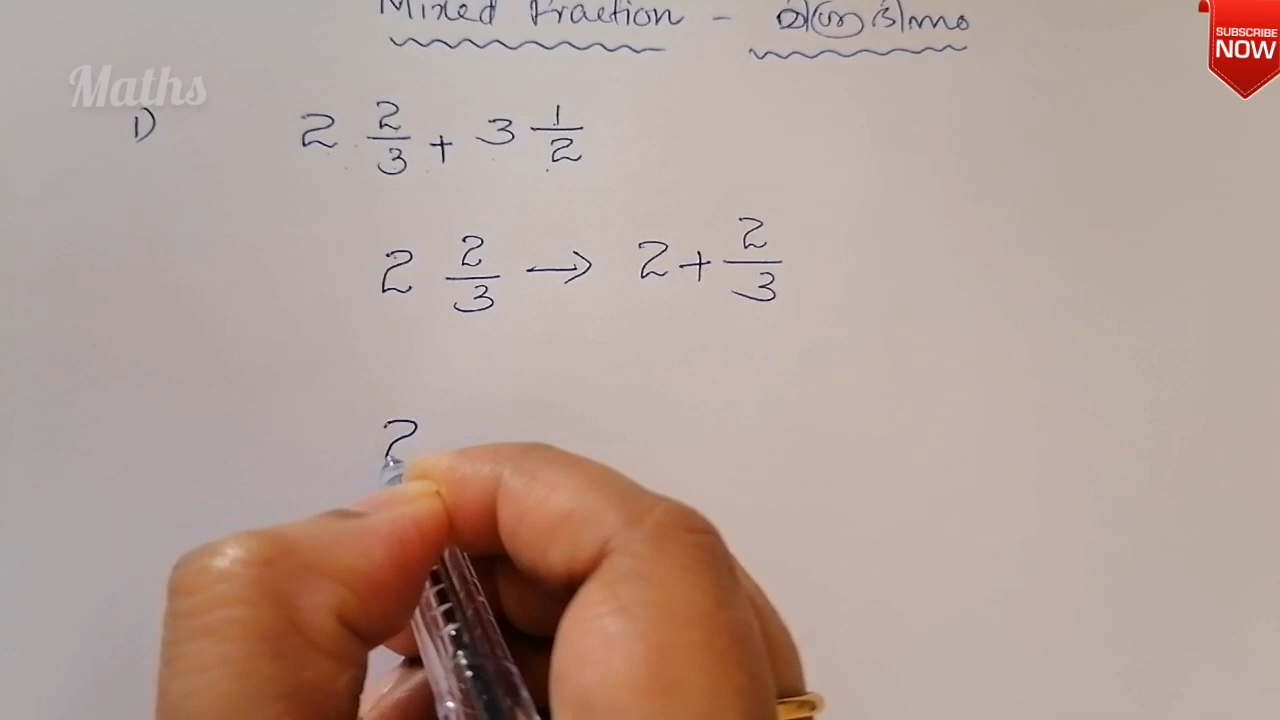 Mixed Fraction - മിശ്രഭിന്നം
SUBSCRIBE
NOW
Maths
1) 2 2/3 + 3 1/2
2 2/3 → 2 + 2/3
2